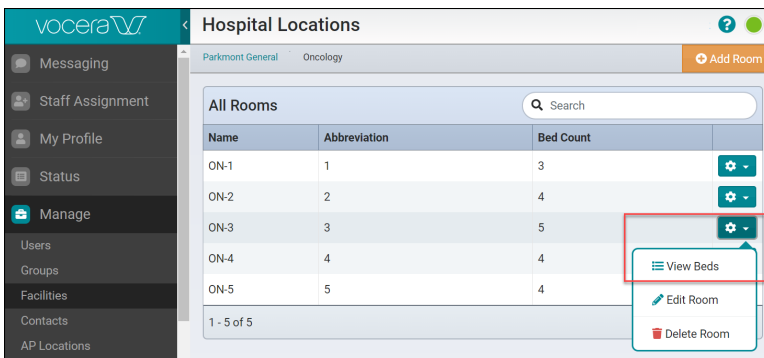 vocera
Hospital Locations
Messaging
Parkmont General Oncology
Add Room
Staff Assignment
All Rooms
Search
My Profile
Name Abbreviation Bed Count
Status
ON-1 1 3
ON-2 2 4
Manage
ON-3 3 5
Users
ON-4 4 4
View Beds
Groups
Facilities
ON-5 5 4
Edit Room
Contacts
1 - 5 of 5
Delete Room
AP Locations